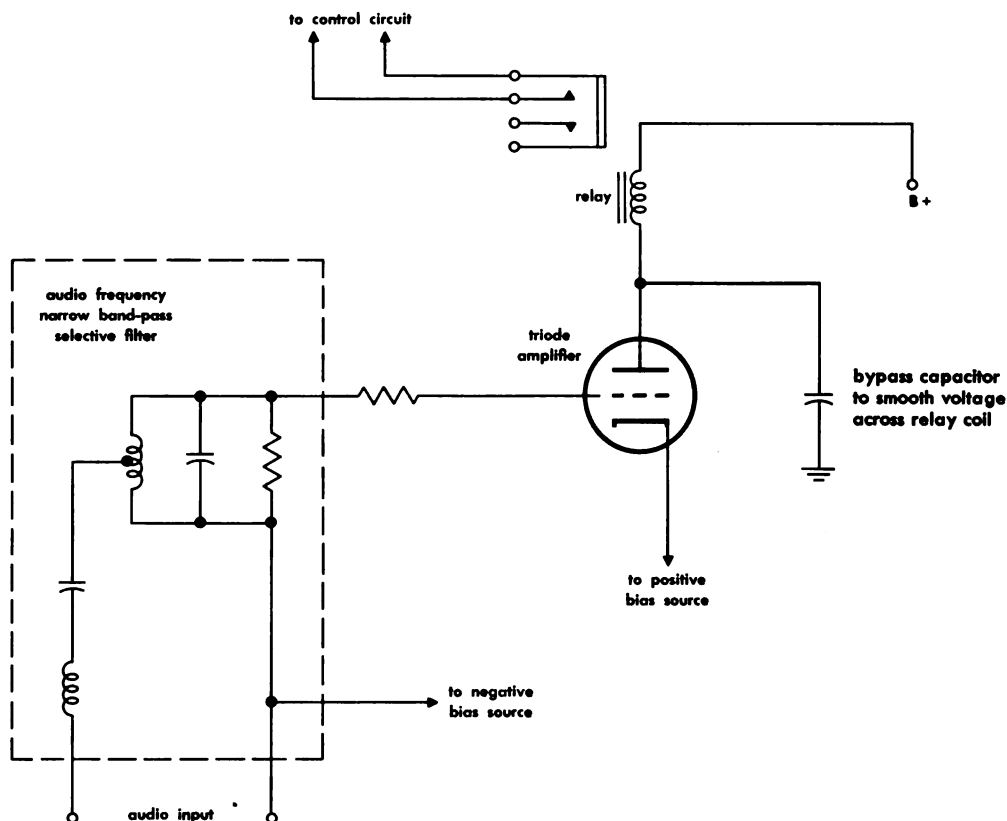 to control circuit
relay
B +
audio frequency
narrow band-pass
selective filter
triode
amplifier
bypass capacitor
to smooth voltage
across relay coil
to positive
bias source
to negative
bias source
audio input